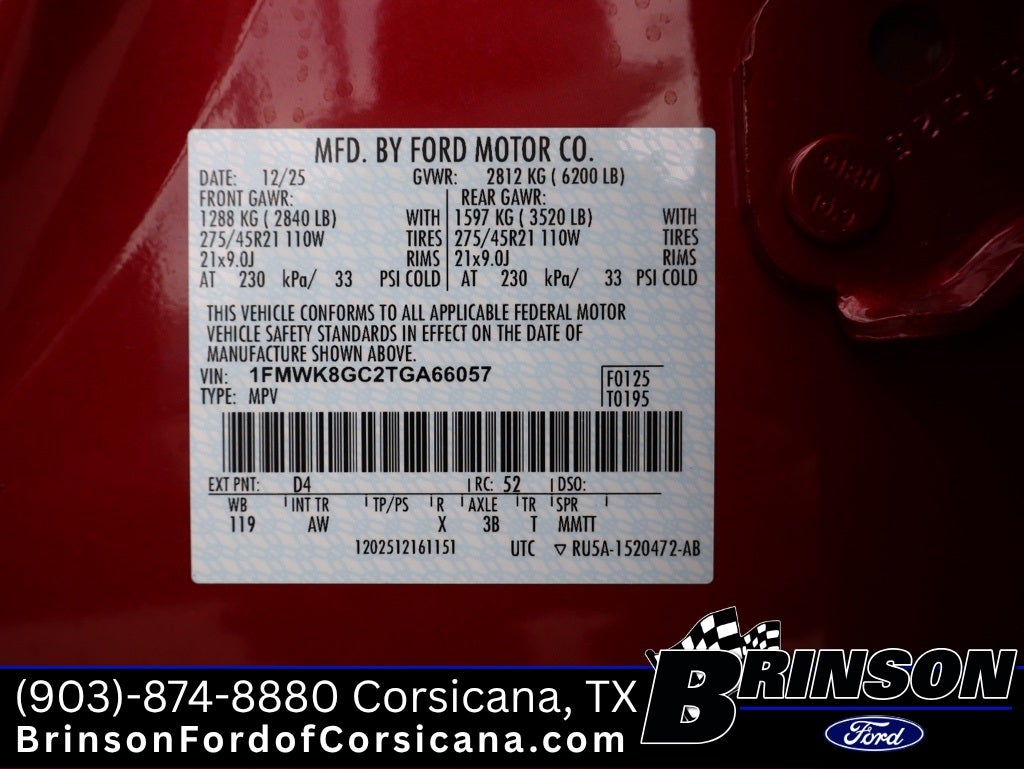 MFD. BY FORD MOTOR CO.
DATE: 12/25 GVWR: 2812 KG ( 6200 LB)
FRONT GAWR: REAR GAWR:
1288 KG ( 2840 LB) WITH 1597 KG ( 3520 LB) WITH
275/45R21 110W TIRES 275/45R21 110W TIRES
21x9.0J RIMS 21x9.0J RIMS
AT 230 kPa/ 33 PSI COLD AT 230 kPa/ 33 PSI COLD
THIS VEHICLE CONFORMS TO ALL APPLICABLE FEDERAL MOTOR
VEHICLE SAFETY STANDARDS IN EFFECT ON THE DATE OF
MANUFACTURE SHOWN ABOVE.
VIN: 1FMWK8GC2TGA66057 F0125
TYPE: MPV T0195
EXT PNT: D4 RC: 52 DSO:
WB INT TR TP/PS R AXLE TR SPR
119 AW X 3B T MMTT
1202512161151 UTC ▽ RU5A-1520472-AB
(903)-874-8880 Corsicana, TX
BrinsonFordofCorsicana.com
BRINSON
Ford